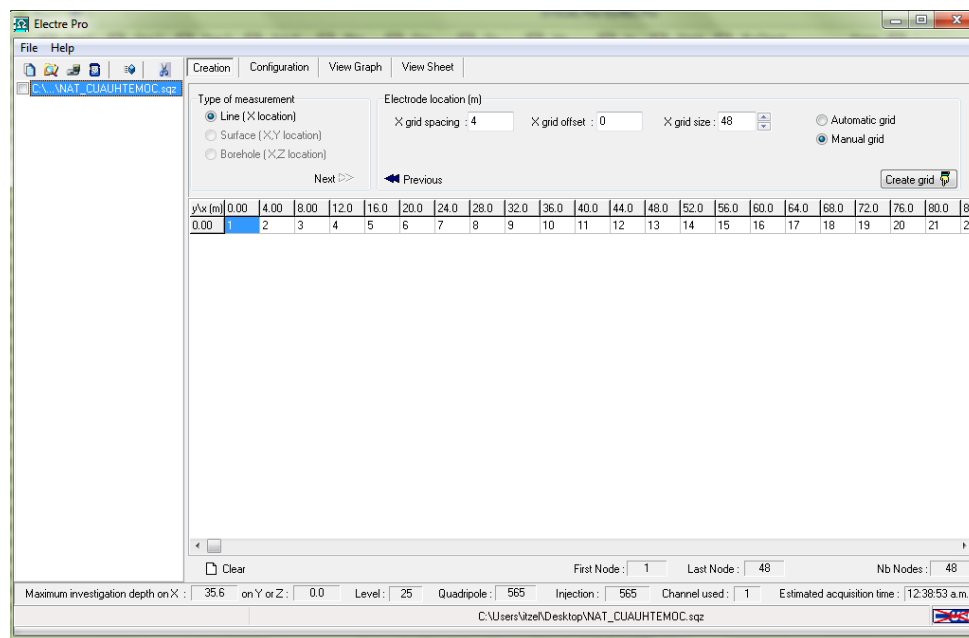 Electre Pro
File Help
Creation Configuration View Graph View Sheet
C:\...\NAT_CUAUHTEMOC.sqz
Type of measurement
Line (X location)
Surface (X,Y location)
Borehole (X,Z location)
Next
Electrode location (m)
X grid spacing : 4 X grid offset : 0 X grid size : 48
Automatic grid
Manual grid
Previous
Create grid
y\x (m) 0.00 4.00 8.00 12.0 16.0 20.0 24.0 28.0 32.0 36.0 40.0 44.0 48.0 52.0 56.0 60.0 64.0 68.0 72.0 76.0 80.0 8
0.00 1 2 3 4 5 6 7 8 9 10 11 12 13 14 15 16 17 18 19 20 21 2
Clear First Node : 1 Last Node : 48 Nb Nodes : 48
Maximum investigation depth on X : 35.6 on Y or Z : 0.0 Level : 25 Quadripole : 565 Injection : 565 Channel used : 1 Estimated acquisition time : 12:38:53 a.m.
C:\Users\itzel\Desktop\NAT_CUAUHTEMOC.sqz